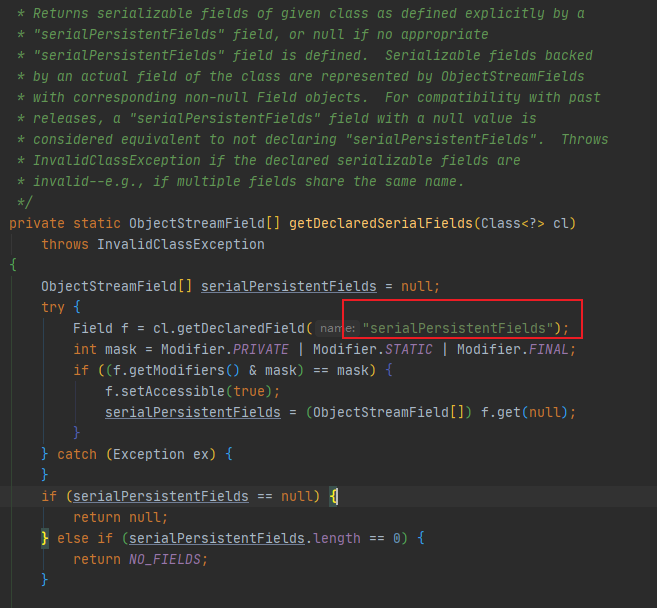 * Returns serializable fields of given class as defined explicitly by a
* "serialPersistentFields" field, or null if no appropriate
* "serialPersistentFields" field is defined.  Serializable fields backed
* by an actual field of the class are represented by ObjectStreamFields
* with corresponding non-null Field objects.  For compatibility with past
* releases, a "serialPersistentFields" field with a null value is
* considered equivalent to not declaring "serialPersistentFields".  Throws
* InvalidClassException if the declared serializable fields are
* invalid--e.g., if multiple fields share the same name.
*/
private static ObjectStreamField[] getDeclaredSerialFields(Class<?> cl)
    throws InvalidClassException
{
    ObjectStreamField[] serialPersistentFields = null;
    try {
        Field f = cl.getDeclaredField( name: "serialPersistentFields");
        int mask = Modifier.PRIVATE | Modifier.STATIC | Modifier.FINAL;
        if ((f.getModifiers() & mask) == mask) {
            f.setAccessible(true);
            serialPersistentFields = (ObjectStreamField[]) f.get(null);
        }
    } catch (Exception ex) {
    }
    if (serialPersistentFields == null) {
        return null;
    } else if (serialPersistentFields.length == 0) {
        return NO_FIELDS;
    }